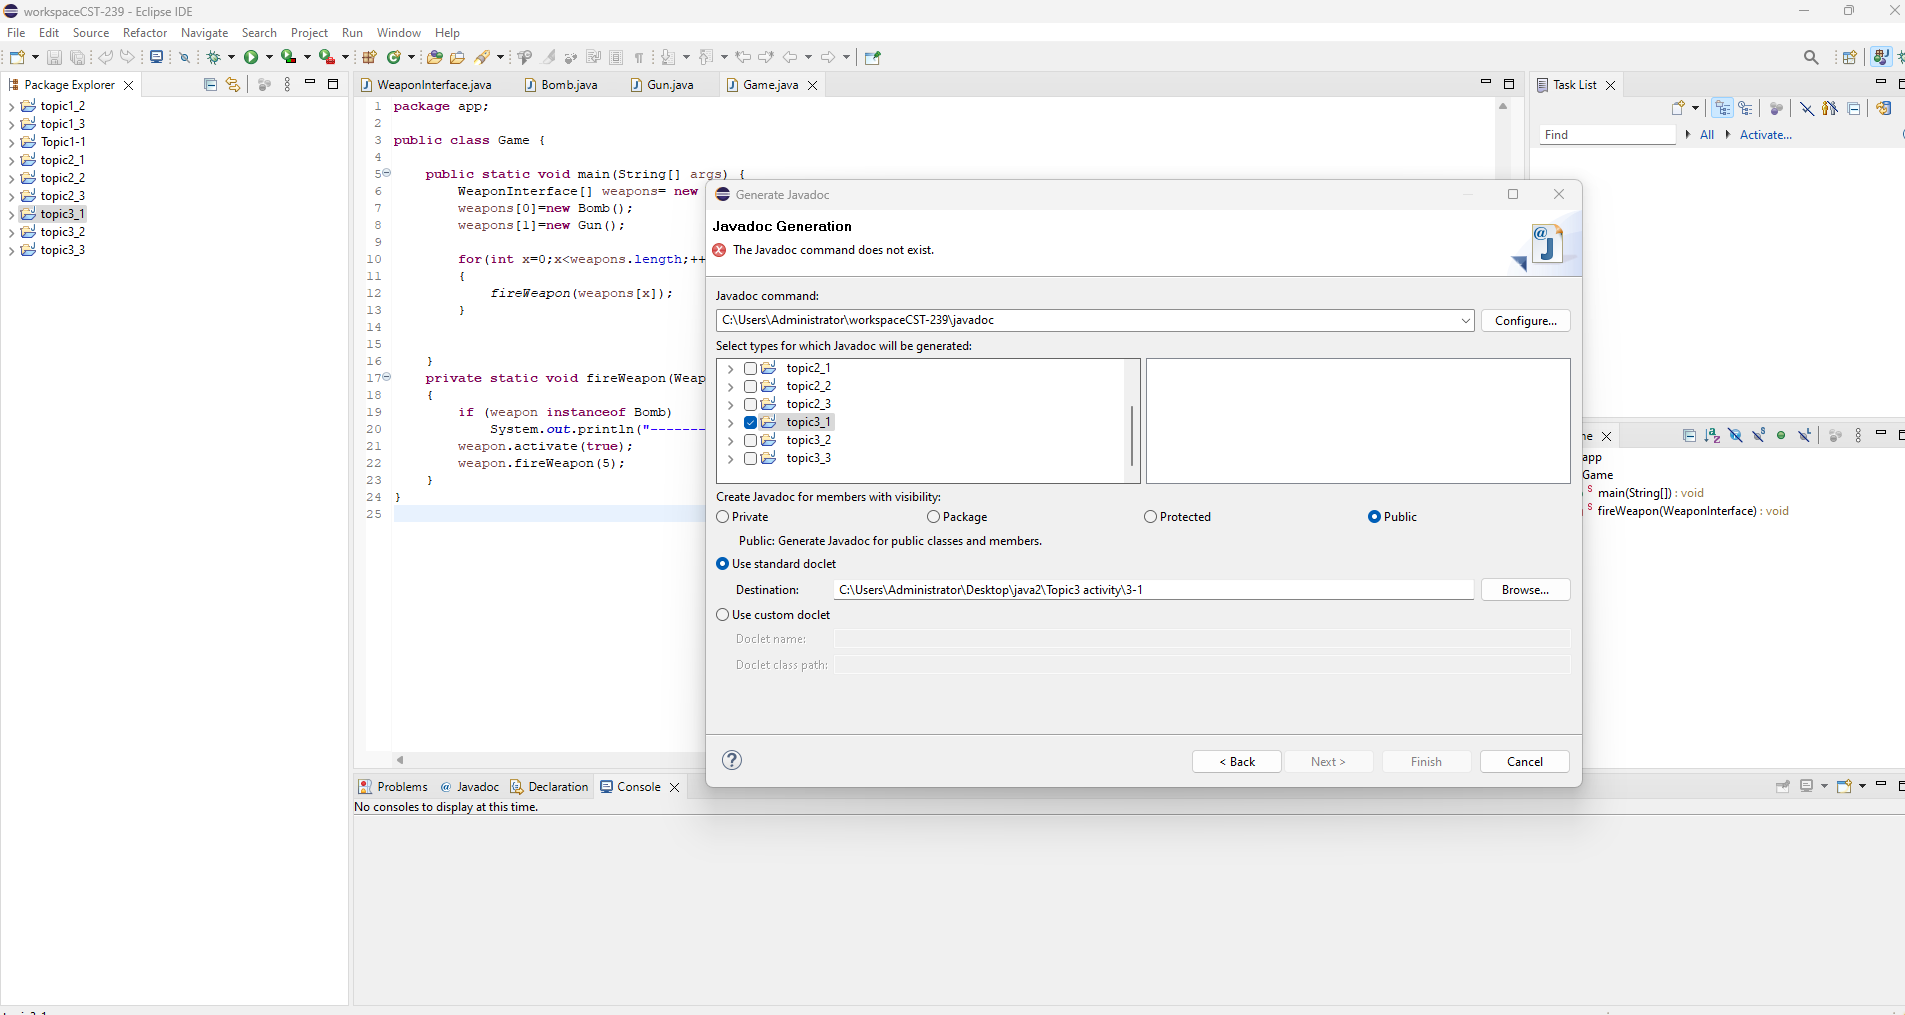 workspaceCST-239 - Eclipse IDE
File Edit Source Refactor Navigate Search Project Run Window Help
Package Explorer
topic1_2
topic1_3
Topic1-1
topic2_1
topic2_2
topic2_3
topic3_1
topic3_2
topic3_3
WeaponInterface.java Bomb.java Gun.java Game.java
1 package app;
2
3 public class Game {
4
5 public static void main(String[] args) {
6 WeaponInterface[] weapons= new
7 weapons[0]=new Bomb();
8 weapons[1]=new Gun();
9
10 for(int x=0;x<weapons.length;++
11 {
12 fireWeapon(weapons[x]);
13 }
14
15
16 }
17 private static void fireWeapon(Weap
18 {
19 if (weapon instanceof Bomb)
20 System.out.println("-------
21 weapon.activate(true);
22 weapon.fireWeapon(5);
23 }
24 }
25
Generate Javadoc
Javadoc Generation
The Javadoc command does not exist.
Javadoc command:
C:\Users\Administrator\workspaceCST-239\javadoc
Configure...
Select types for which Javadoc will be generated:
topic2_1
topic2_2
topic2_3
topic3_1
topic3_2
topic3_3
Create Javadoc for members with visibility:
Private Package Protected Public
Public: Generate Javadoc for public classes and members.
Use standard doclet
Destination: C:\Users\Administrator\Desktop\java2\Topic3 activity\3-1 Browse...
Use custom doclet
Doclet name:
Doclet class path:
< Back Next > Finish Cancel
Task List
Find All Activate...
ne
app
Game
main(String[]) : void
fireWeapon(WeaponInterface) : void
Problems @ Javadoc Declaration Console
No consoles to display at this time.